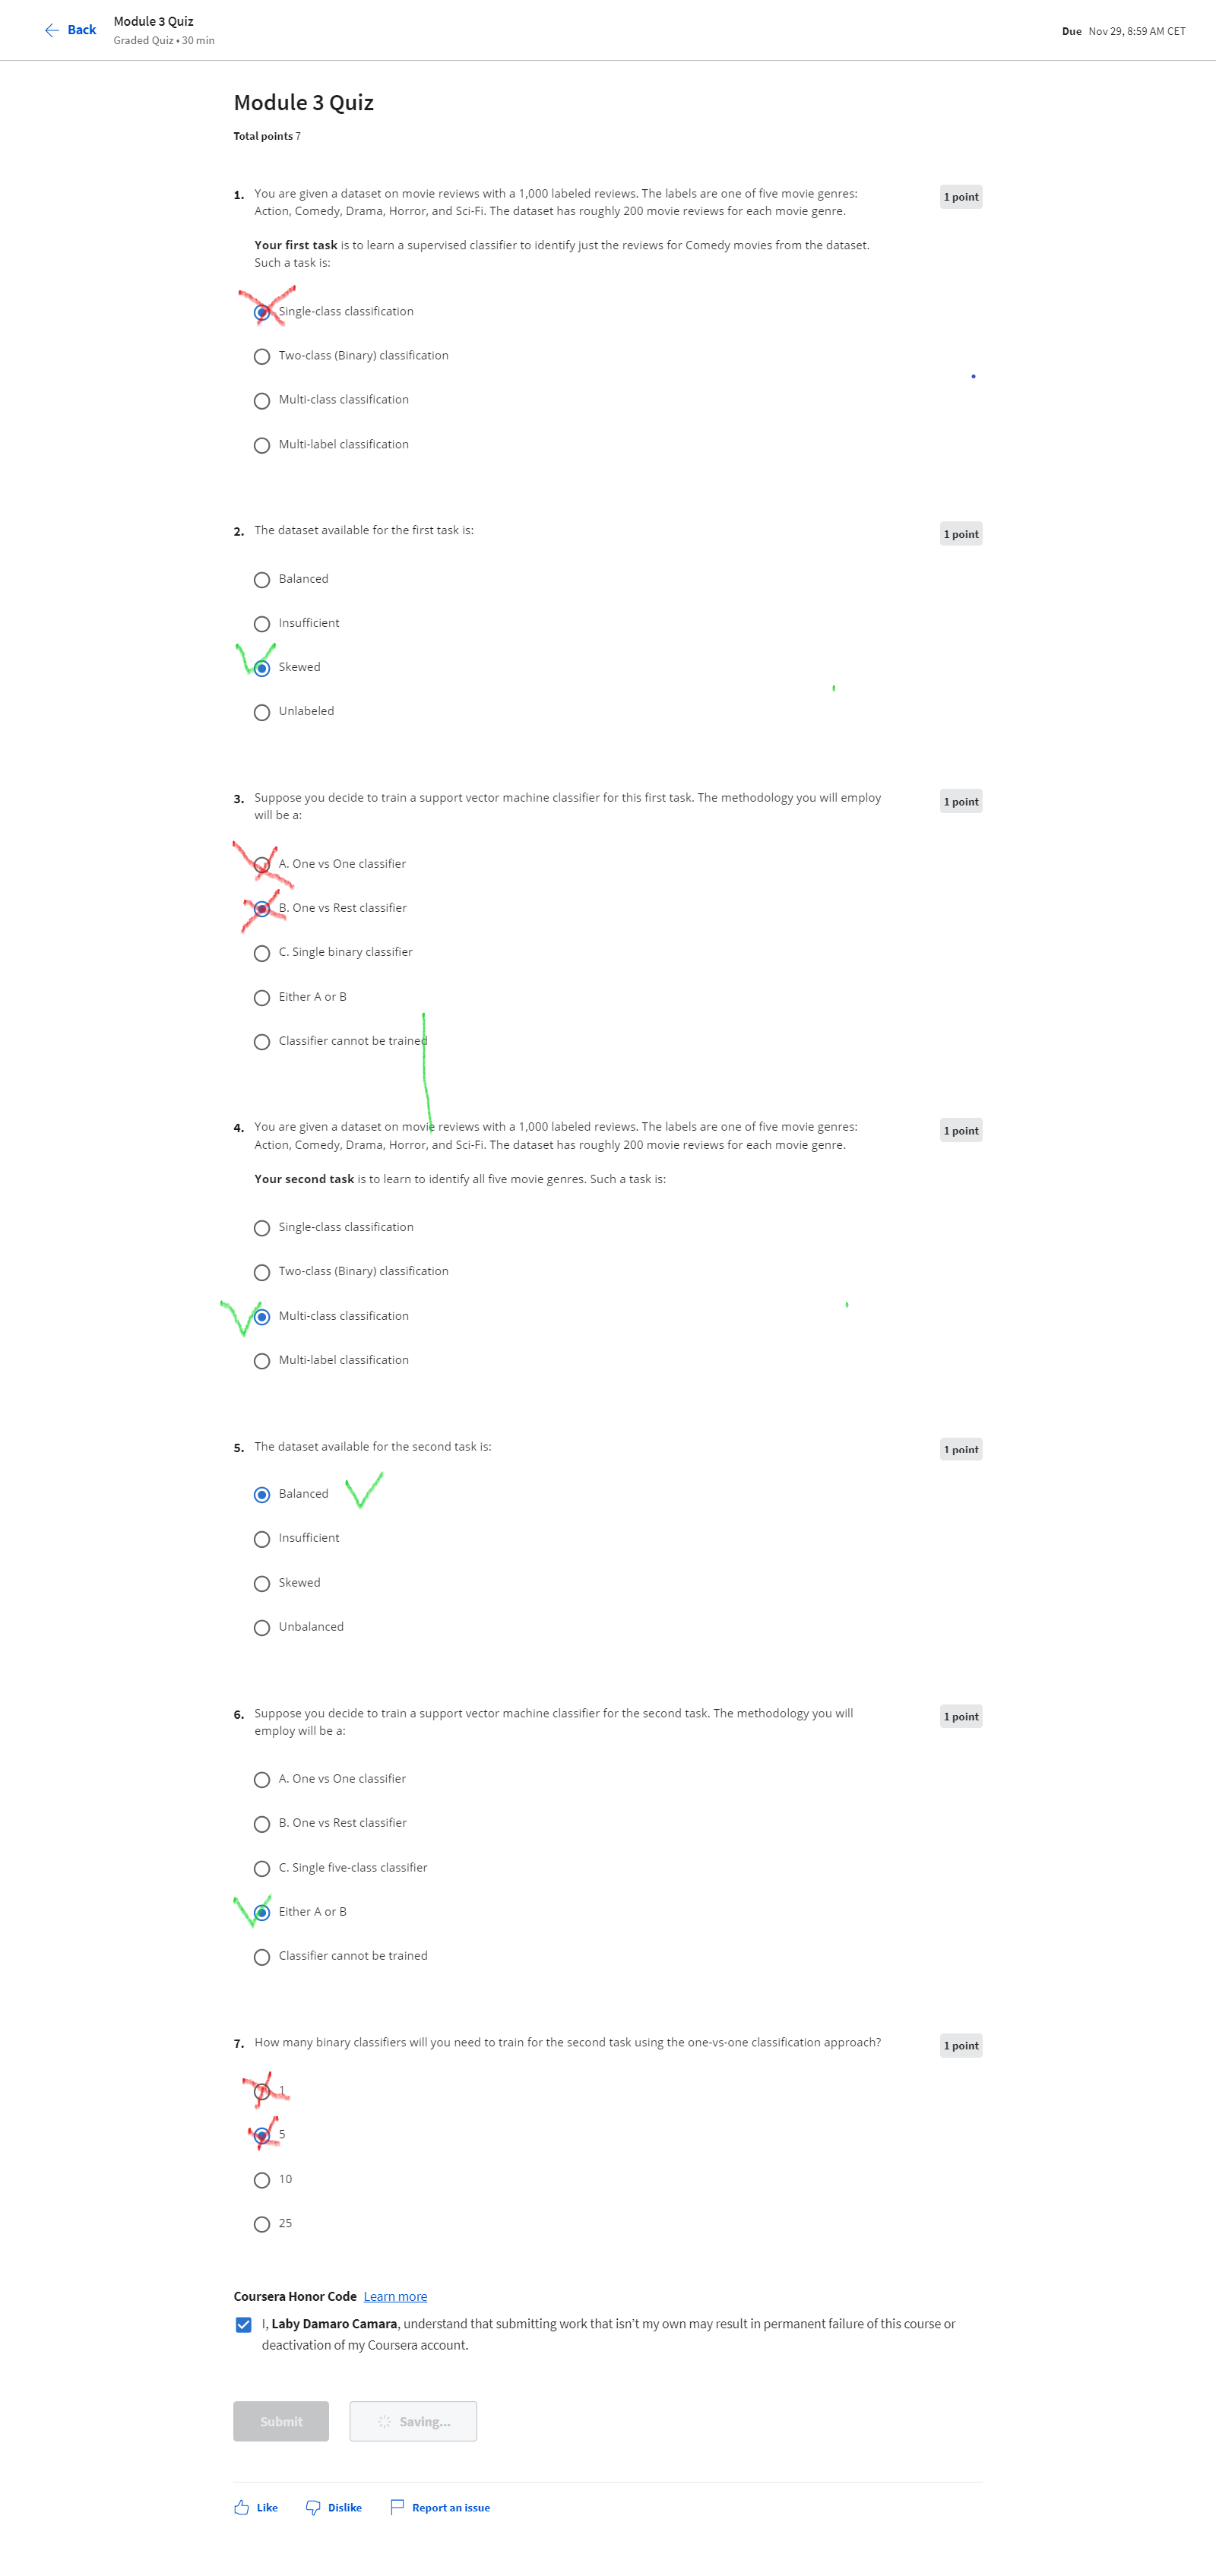 Back
Module 3 Quiz
Graded Quiz • 30 min
Due Nov 29, 8:59 AM CET
Module 3 Quiz
Total points 7
1. You are given a dataset on movie reviews with a 1,000 labeled reviews. The labels are one of five movie genres: 1 point
Action, Comedy, Drama, Horror, and Sci-Fi. The dataset has roughly 200 movie reviews for each movie genre.
Your first task is to learn a supervised classifier to identify just the reviews for Comedy movies from the dataset.
Such a task is:
Single-class classification
Two-class (Binary) classification
Multi-class classification
Multi-label classification
2. The dataset available for the first task is: 1 point
Balanced
Insufficient
Skewed
Unlabeled
3. Suppose you decide to train a support vector machine classifier for this first task. The methodology you will employ 1 point
will be a:
A. One vs One classifier
B. One vs Rest classifier
C. Single binary classifier
Either A or B
Classifier cannot be trained
4. You are given a dataset on movie reviews with a 1,000 labeled reviews. The labels are one of five movie genres: 1 point
Action, Comedy, Drama, Horror, and Sci-Fi. The dataset has roughly 200 movie reviews for each movie genre.
Your second task is to learn to identify all five movie genres. Such a task is:
Single-class classification
Two-class (Binary) classification
Multi-class classification
Multi-label classification
5. The dataset available for the second task is: 1 point
Balanced
Insufficient
Skewed
Unbalanced
6. Suppose you decide to train a support vector machine classifier for the second task. The methodology you will 1 point
employ will be a:
A. One vs One classifier
B. One vs Rest classifier
C. Single five-class classifier
Either A or B
Classifier cannot be trained
7. How many binary classifiers will you need to train for the second task using the one-vs-one classification approach? 1 point
1
5
10
25
Coursera Honor Code Learn more
I, Laby Damaro Camara, understand that submitting work that isn't my own may result in permanent failure of this course or
deactivation of my Coursera account.
Submit Saving...
Like Dislike Report an issue